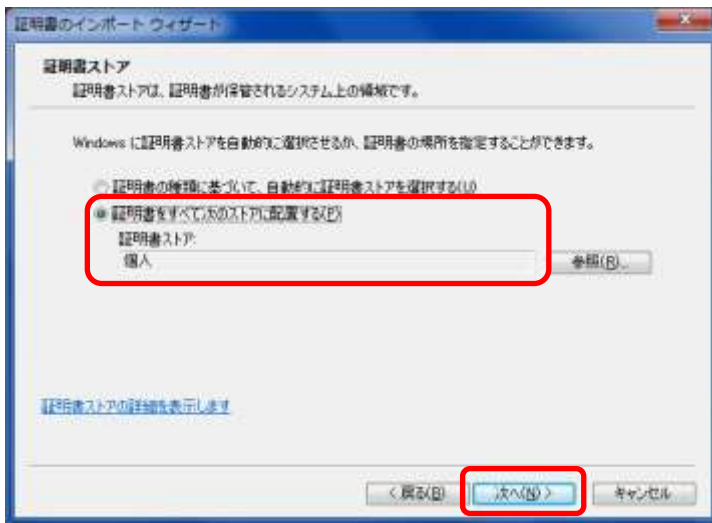 証明書のインポート ウィザード
証明書ストア
証明書ストアは、証明書が保管されるシステム上の領域です。
Windows に証明書ストアを自動的に選択させるか、証明書の場所を指定することができます。
証明書の種類に基づいて、自動的に証明書ストアを選択する(U)
証明書をすべて次のストアに配置する(P)
証明書ストア:
個人
参照(R)...
証明書ストアの詳細を表示します
< 戻る(B)
次へ(N) >
キャンセル